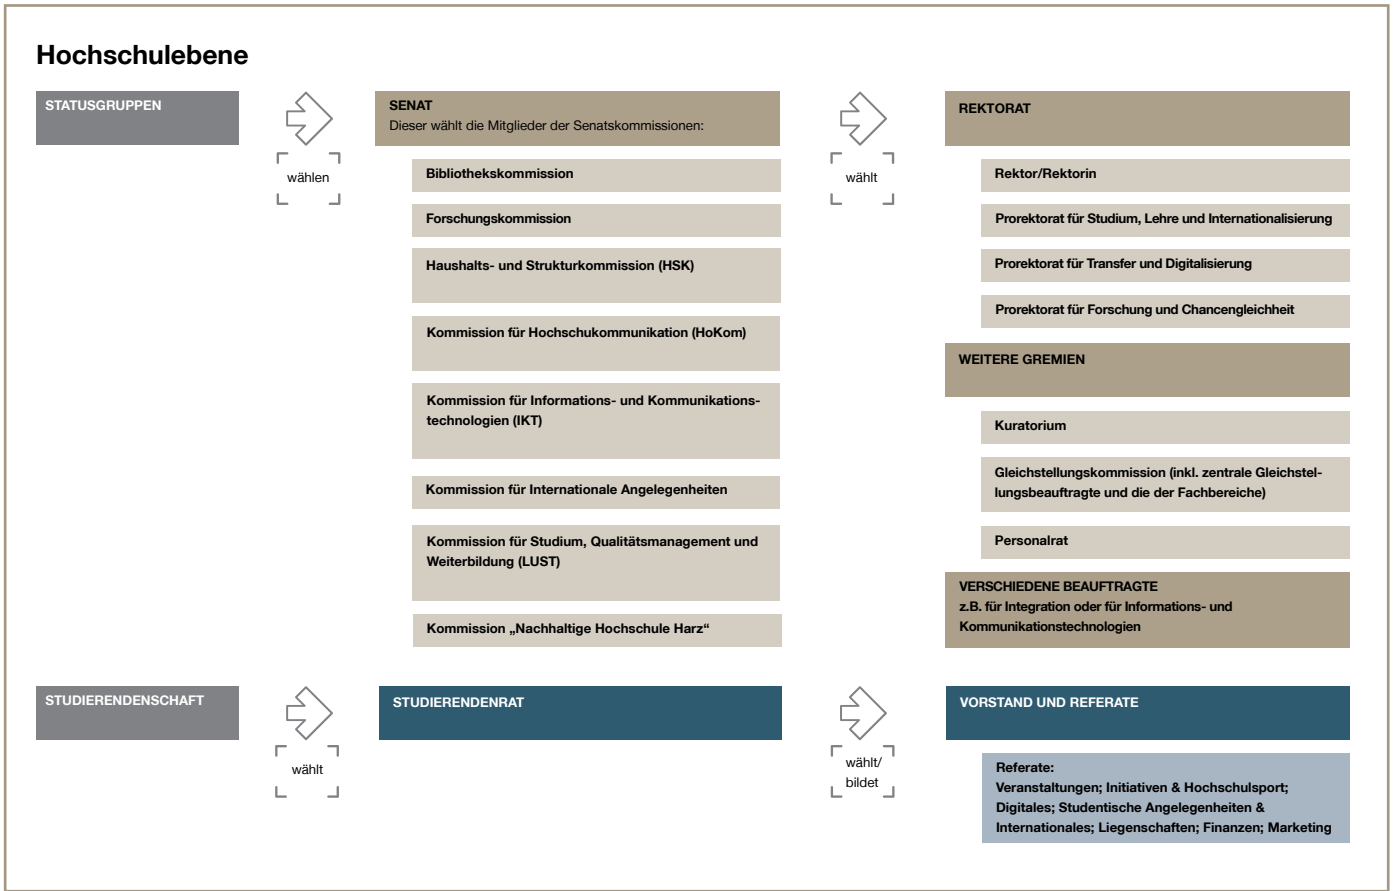 Hochschulebene
STATUSGRUPPEN
wählen
SENAT
Dieser wählt die Mitglieder der Senatskommissionen:
Bibliothekskommission
Forschungskommission
Haushalts- und Strukturkommission (HSK)
Kommission für Hochschukommunikation (HoKom)
Kommission für Informations- und Kommunikations-
technologien (IKT)
Kommission für Internationale Angelegenheiten
Kommission für Studium, Qualitätsmanagement und
Weiterbildung (LUST)
Kommission „Nachhaltige Hochschule Harz“
wählt
REKTORAT
Rektor/Rektorin
Prorektorat für Studium, Lehre und Internationalisierung
Prorektorat für Transfer und Digitalisierung
Prorektorat für Forschung und Chancengleichheit
WEITERE GREMIEN
Kuratorium
Gleichstellungskommission (inkl. zentrale Gleichstel-
lungsbeauftragte und die der Fachbereiche)
Personalrat
VERSCHIEDENE BEAUFTRAGTE
z.B. für Integration oder für Informations- und
Kommunikationstechnologien
STUDIERENDENSCHAFT
wählt
STUDIERENDENRAT
wählt/
bildet
VORSTAND UND REFERATE
Referate:
Veranstaltungen; Initiativen & Hochschulsport;
Digitales; Studentische Angelegenheiten &
Internationales; Liegenschaften; Finanzen; Marketing